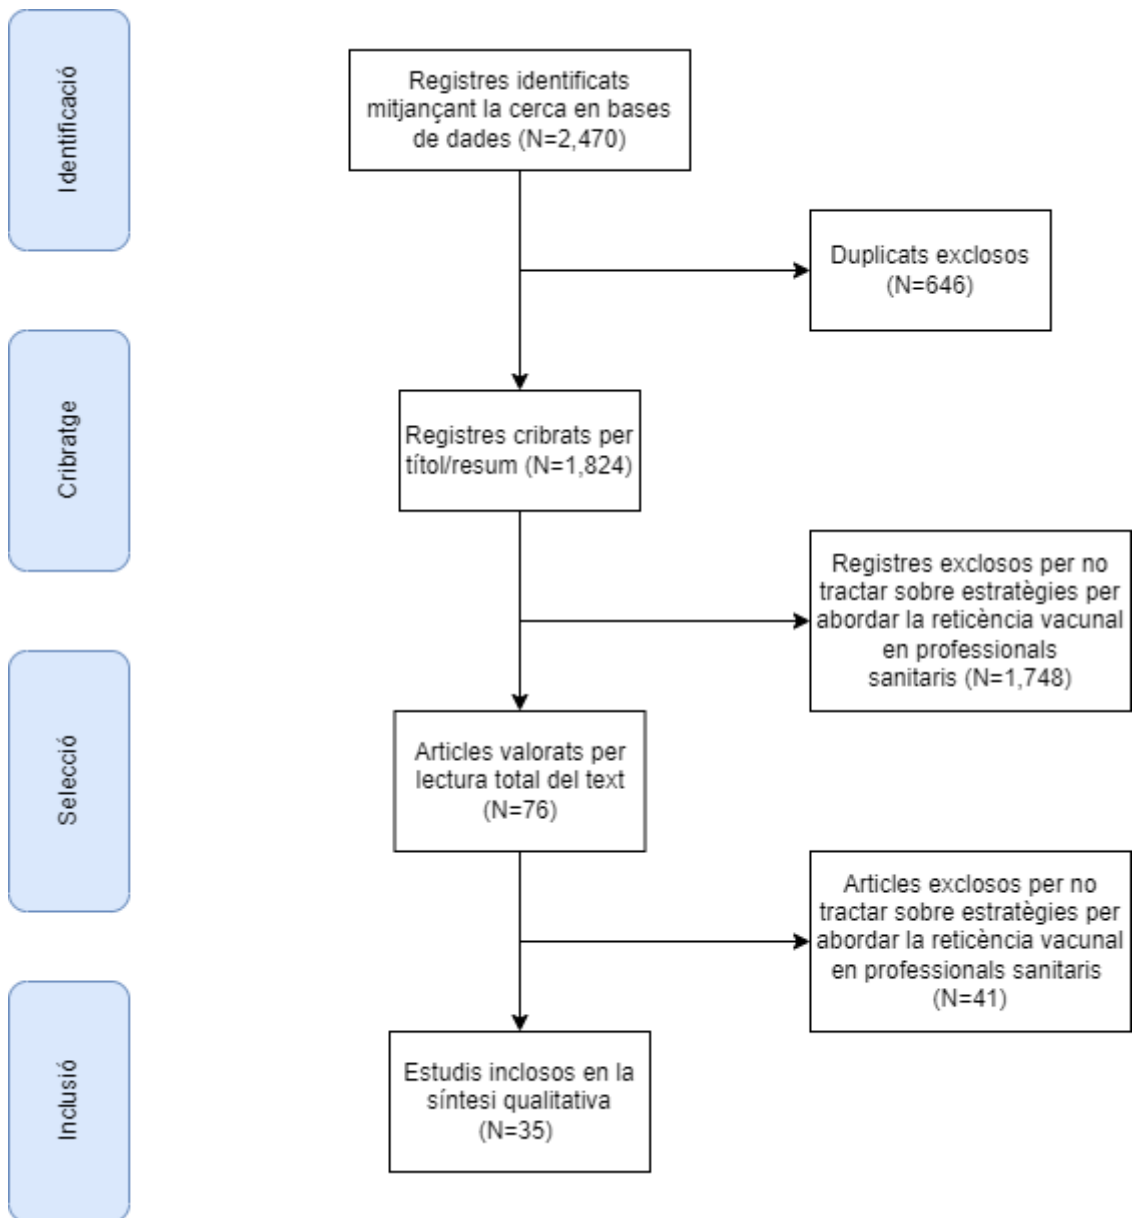 Identificació
Registres identificats
mitjançant la cerca en bases
de dades (N=2,470)
Duplicats exclosos
(N=646)
Cribratge
Registres cribrats per
títol/resum (N=1,824)
Registres exclosos per no
tractar sobre estratègies per
abordar la reticència vacunal
en professionals
sanitaris (N=1,748)
Selecció
Articles valorats per
lectura total del text
(N=76)
Articles exclosos per no
tractar sobre estratègies per
abordar la reticència vacunal
en professionals sanitaris
(N=41)
Inclusió
Estudis inclosos en la
síntesi qualitativa
(N=35)